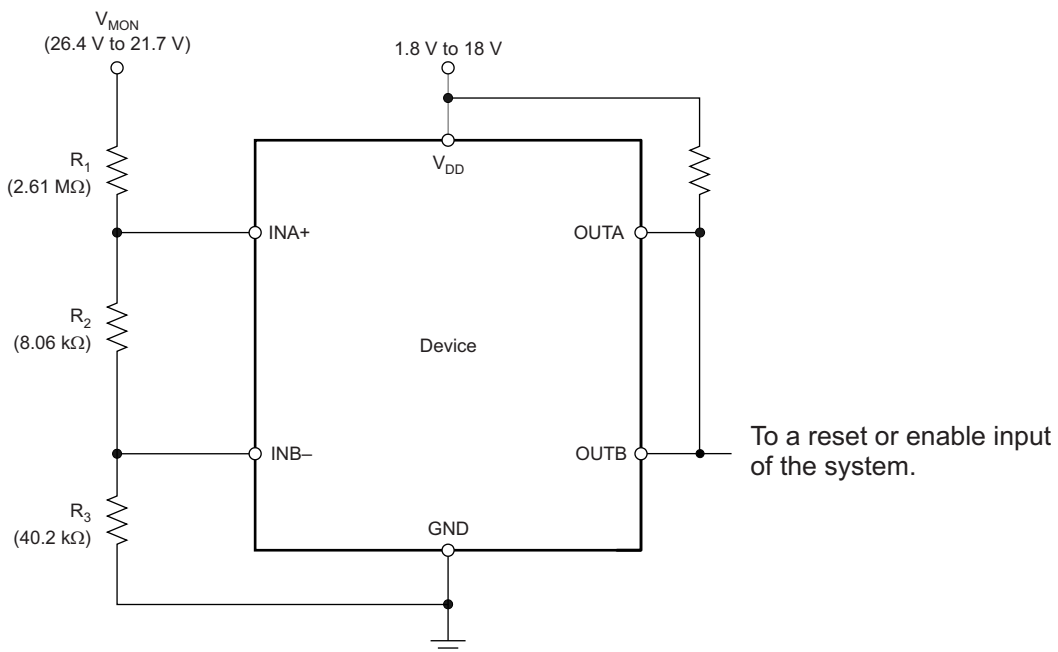 V_MON
(26.4 V to 21.7 V)
1.8 V to 18 V
R_1
(2.61 MΩ)
V_DD
INA+
OUTA
R_2
(8.06 kΩ)
Device
INB–
OUTB
To a reset or enable input
of the system.
R_3
(40.2 kΩ)
GND